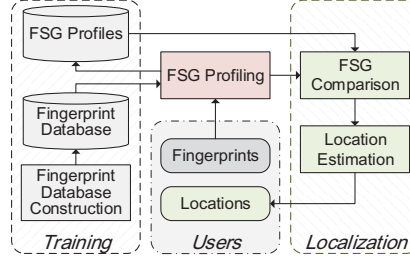 FSG Profiles
FSG Profiling
FSG
Comparison
Fingerprint
Database
Fingerprints
Location
Estimation
Fingerprint
Database
Construction
Locations
Training
Users
Localization